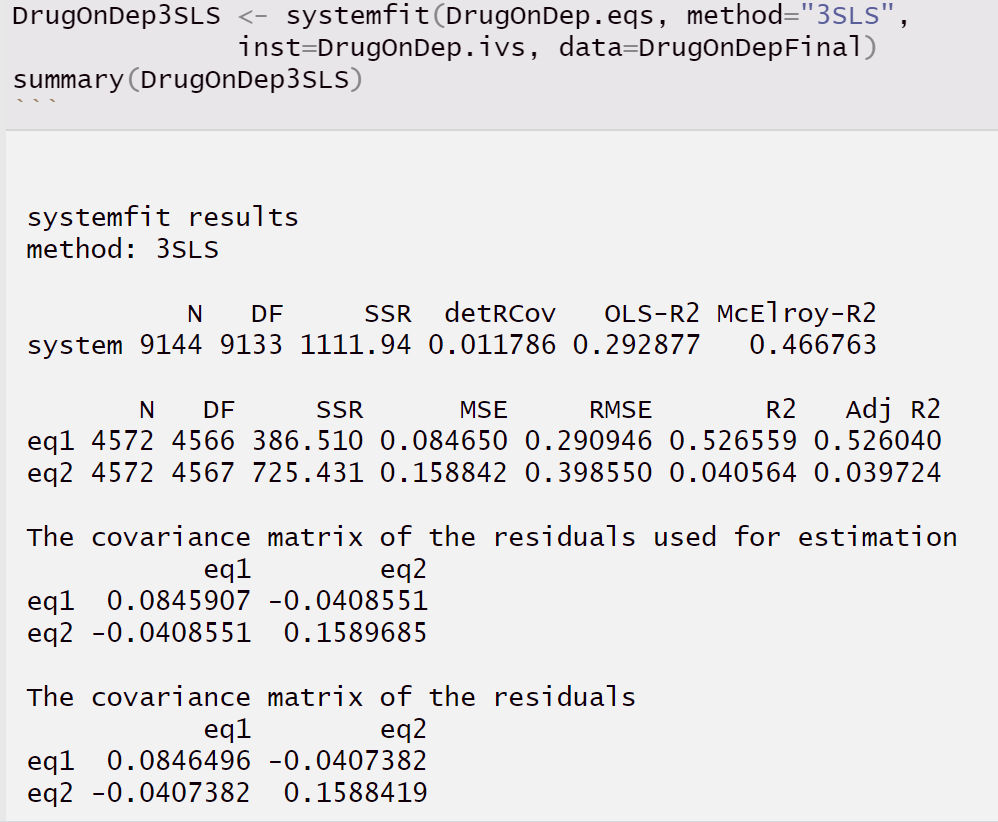 DrugOnDep3SLS <- systemfit(DrugOnDep.eqs, method="3SLS",
             inst=DrugOnDep.ivs, data=DrugOnDepFinal)
summary(DrugOnDep3SLS)
```
systemfit results
method: 3SLS
          N   DF     SSR  detRCov   OLS-R2 McElroy-R2
system 9144 9133 1111.94 0.011786 0.292877   0.466763
       N   DF     SSR      MSE     RMSE       R2   Adj R2
eq1 4572 4566 386.510 0.084650 0.290946 0.526559 0.526040
eq2 4572 4567 725.431 0.158842 0.398550 0.040564 0.039724
The covariance matrix of the residuals used for estimation
           eq1        eq2
eq1  0.0845907 -0.0408551
eq2 -0.0408551  0.1589685
The covariance matrix of the residuals
           eq1        eq2
eq1  0.0846496 -0.0407382
eq2 -0.0407382  0.1588419